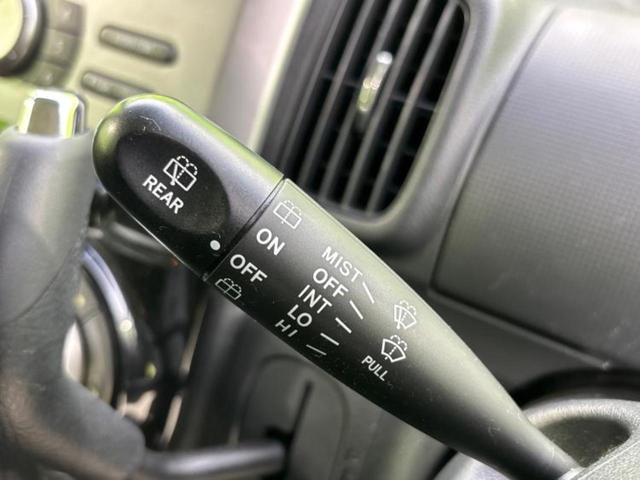 REAR
ON
OFF
MIST
OFF
INT
LO
HI
PULL